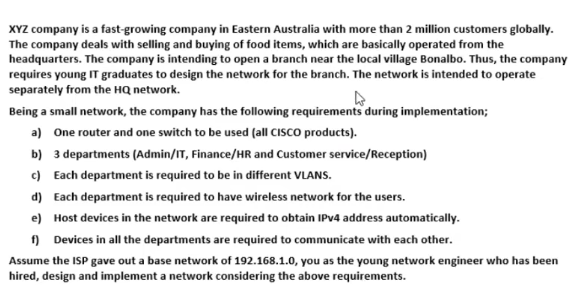 XYZ company is a fast-growing company in Eastern Australia with more than 2 million customers globally.
The company deals with selling and buying of food items, which are basically operated from the
headquarters. The company is intending to open a branch near the local village Bonalbo. Thus, the company
requires young IT graduates to design the network for the branch. The network is intended to operate
separately from the HQ network.
Being a small network, the company has the following requirements during implementation;
a) One router and one switch to be used (all CISCO products).
b) 3 departments (Admin/IT, Finance/HR and Customer service/Reception)
c) Each department is required to be in different VLANS.
d) Each department is required to have wireless network for the users.
e) Host devices in the network are required to obtain IPv4 address automatically.
f) Devices in all the departments are required to communicate with each other.
Assume the ISP gave out a base network of 192.168.1.0, you as the young network engineer who has been
hired, design and implement a network considering the above requirements.